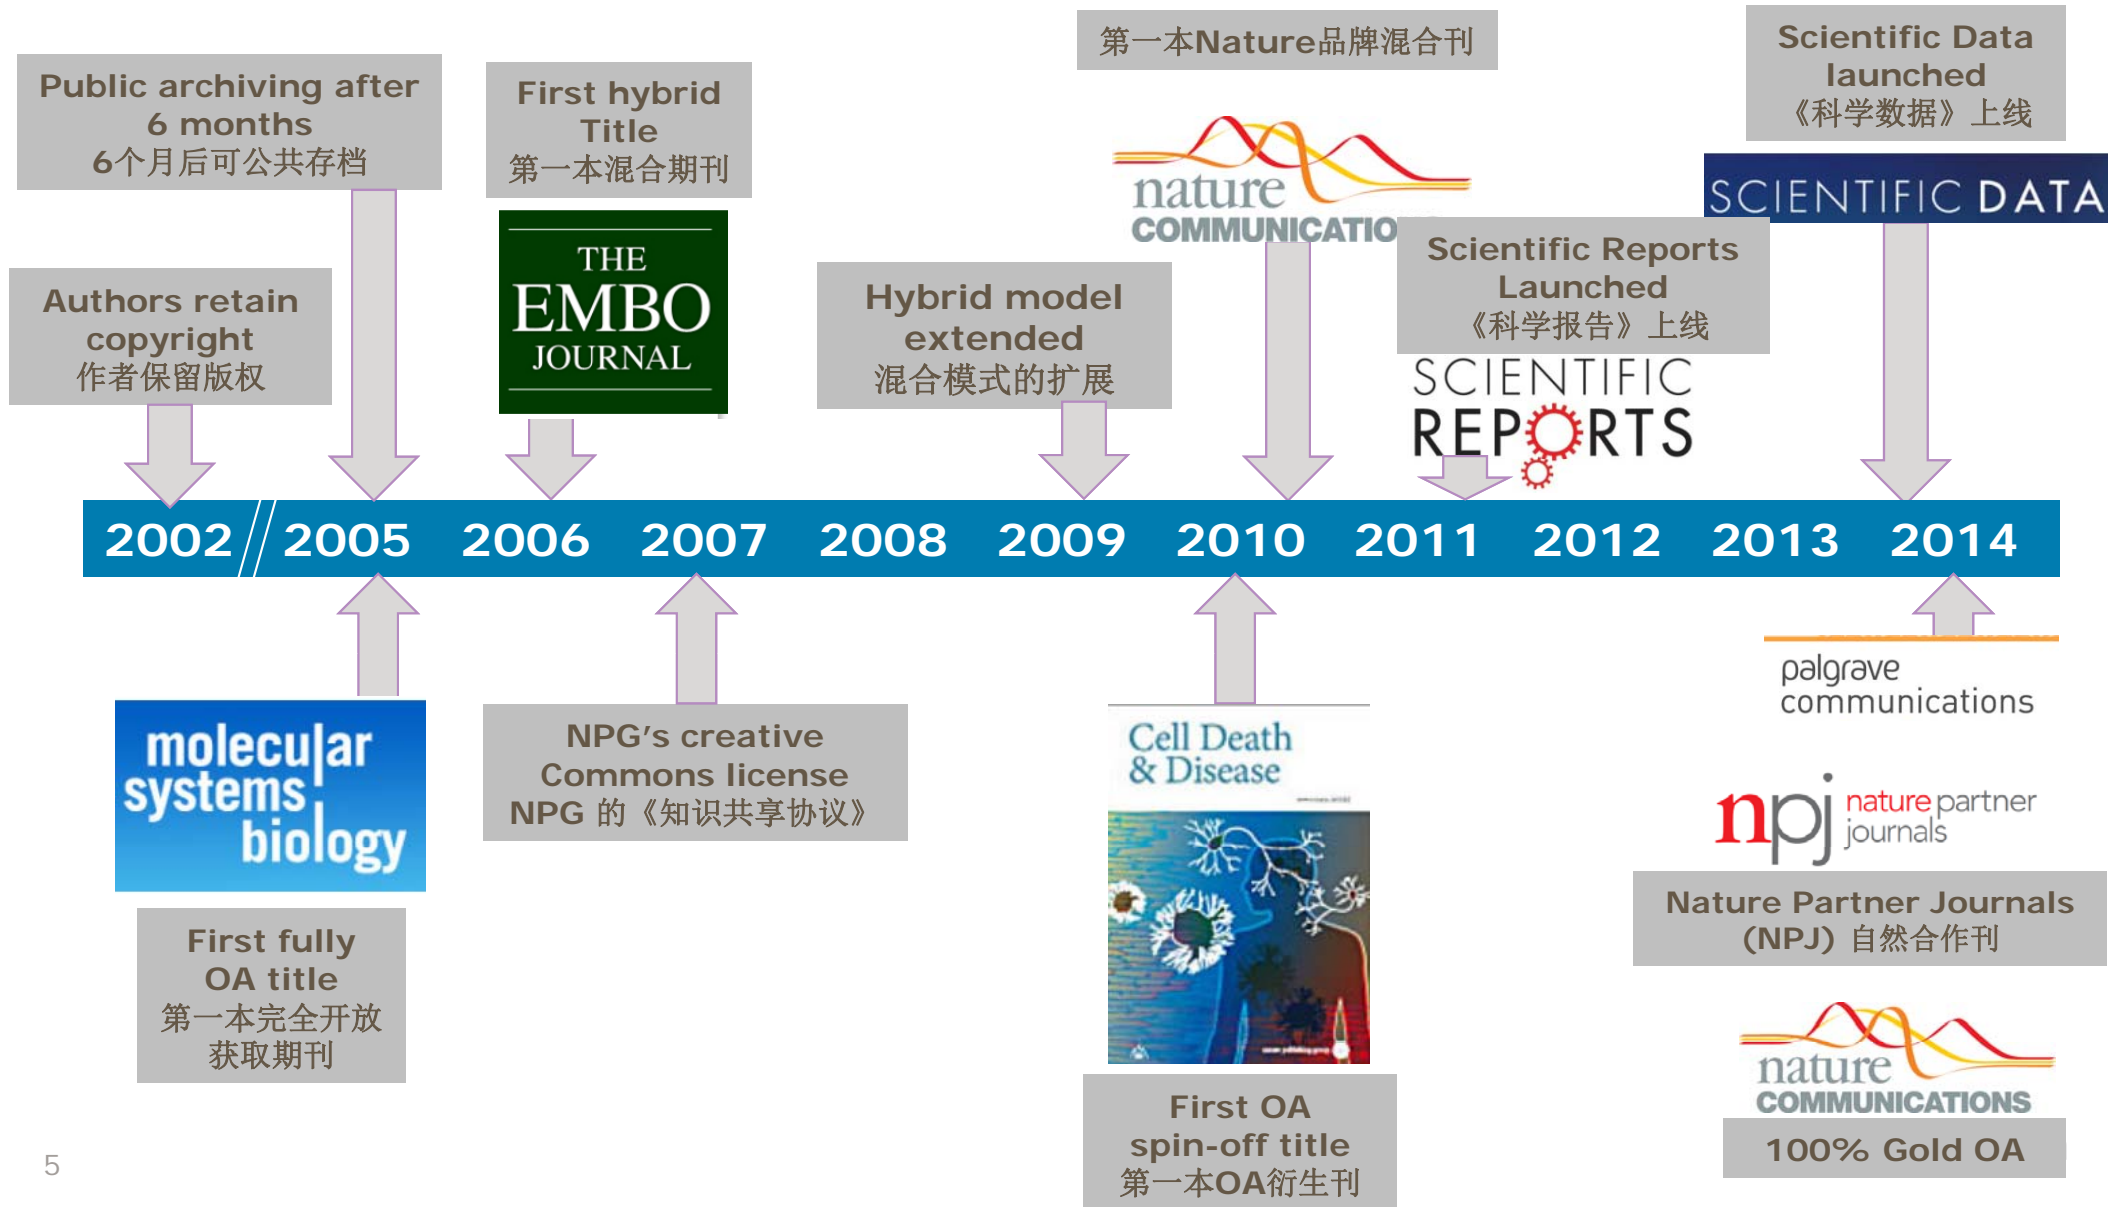 Public archiving after
6 months
6个月后可公共存档
First hybrid
Title
第一本混合期刊
第一本Nature品牌混合刊
Scientific Data
launched
《科学数据》上线
nature
COMMUNICATIO
SCIENTIFIC DATA
Authors retain
copyright
作者保留版权
THE
EMBO
JOURNAL
Hybrid model
extended
混合模式的扩展
Scientific Reports
Launched
《科学报告》上线
SCIENTIFIC
REPORTS
2002 2005 2006 2007 2008 2009 2010 2011 2012 2013 2014
molecular
systems
biology
First fully
OA title
第一本完全开放
获取期刊
NPG's creative
Commons license
NPG 的《知识共享协议》
Cell Death
& Disease
First OA
spin-off title
第一本OA衍生刊
palgrave
communications
npj nature partner
journals
Nature Partner Journals
(NPJ) 自然合作刊
nature
COMMUNICATIONS
100% Gold OA
5